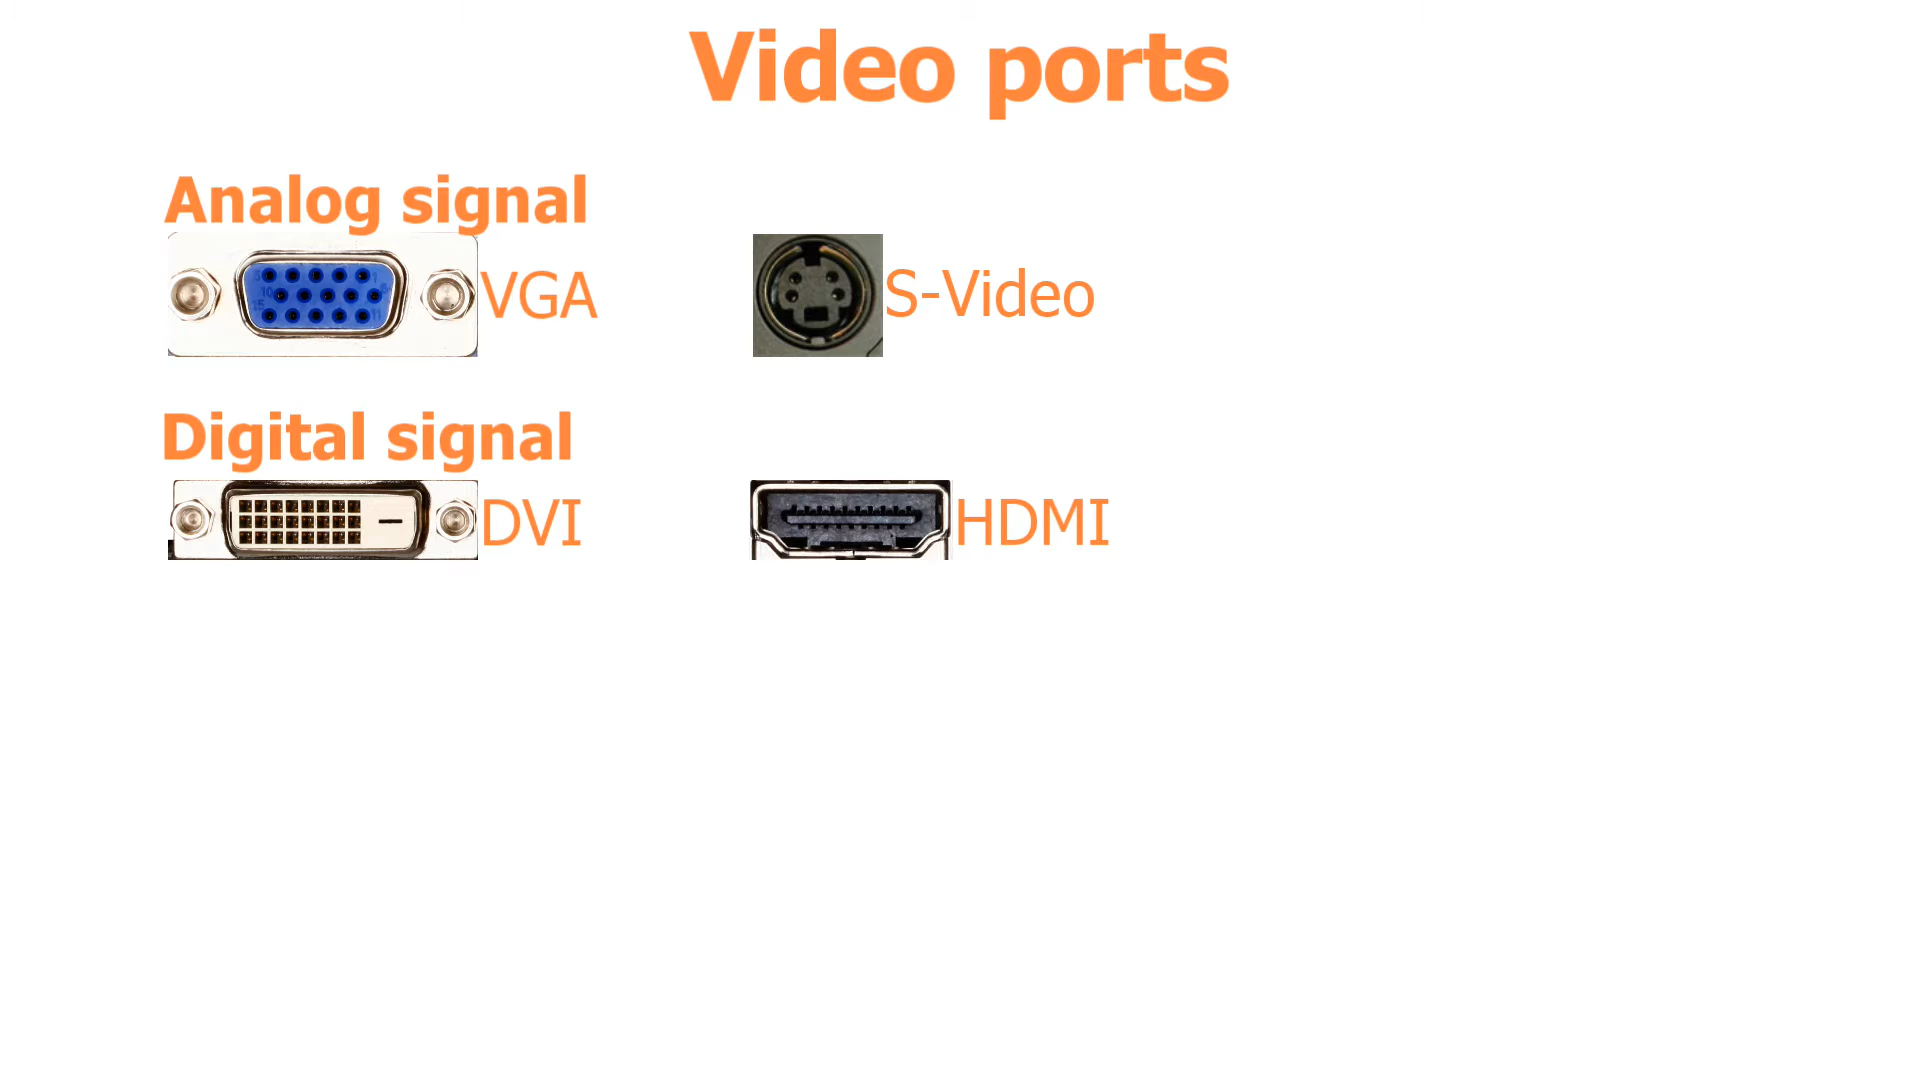 Video ports
Analog signal
VGA
S-Video
Digital signal
DVI
HDMI